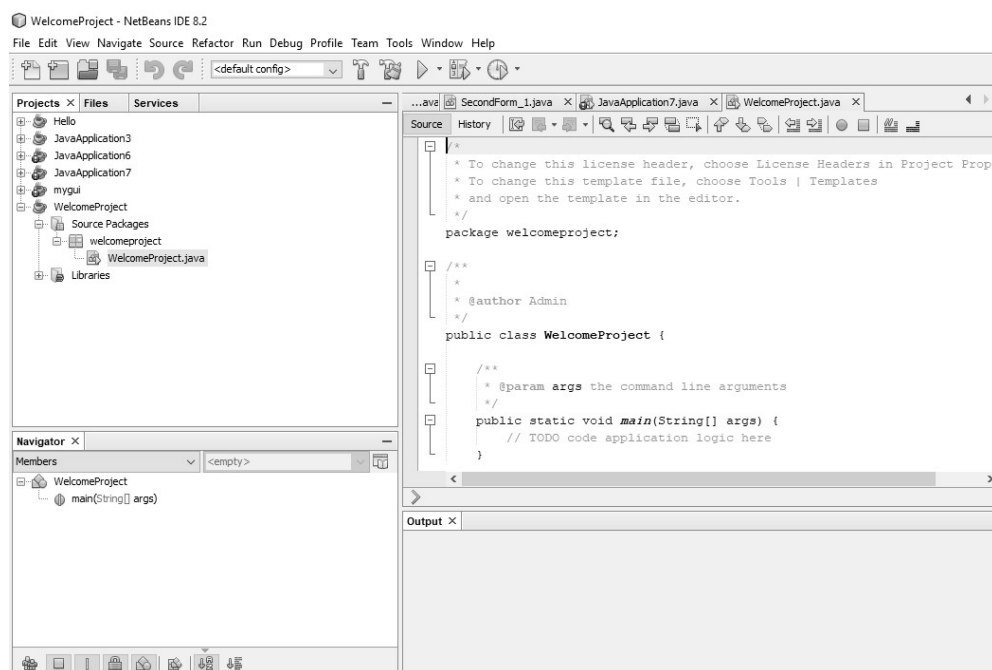 WelcomeProject - NetBeans IDE 8.2
File Edit View Navigate Source Refactor Run Debug Profile Team Tools Window Help
<default config>
Projects Files Services
Hello
JavaApplication3
JavaApplication6
JavaApplication7
mygui
WelcomeProject
Source Packages
welcomeproject
WelcomeProject.java
Libraries
Navigator
Members <empty>
WelcomeProject
main(String[] args)
...ava SecondForm_1.java JavaApplication7.java WelcomeProject.java
Source History
/*
* To change this license header, choose License Headers in Project Prop
* To change this template file, choose Tools | Templates
* and open the template in the editor.
*/
package welcomeproject;
/**
*
* @author Admin
*/
public class WelcomeProject {
/**
* @param args the command line arguments
*/
public static void main(String[] args) {
// TODO code application logic here
}
Output